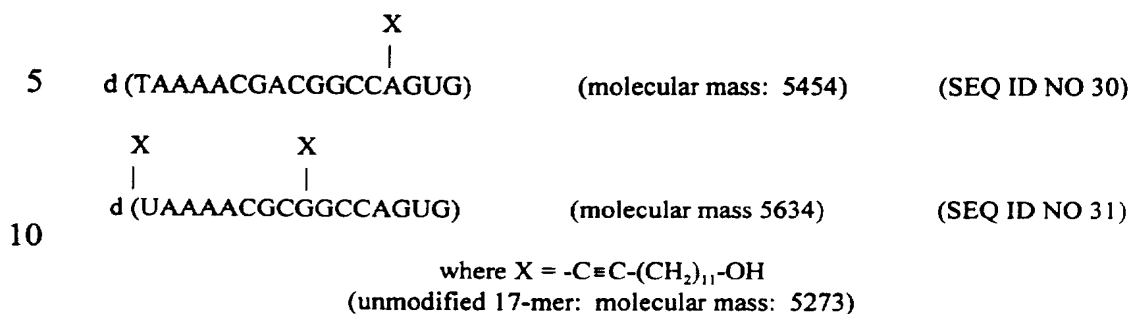 X
|
5 d (TAAAACGACGGCCAGUG) (molecular mass: 5454) (SEQ ID NO 30)
X X
| |
d (UAAAACGCGGCCAGUG) (molecular mass 5634) (SEQ ID NO 31)
10
where X = -C≡C-(CH₂)₁₁-OH
(unmodified 17-mer: molecular mass: 5273)